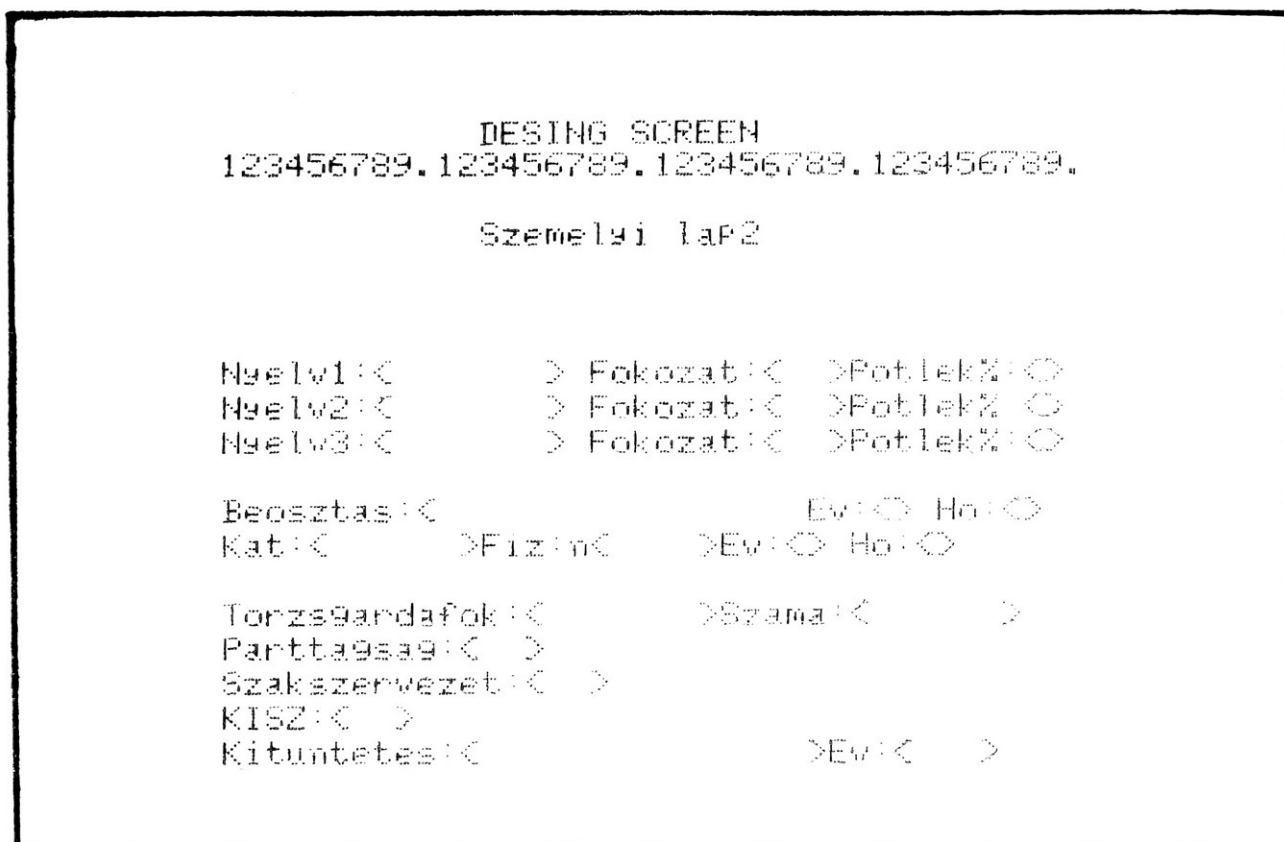 DESING SCREEN
123456789.123456789.123456789.123456789.
Szemelyi lap2
Nyelv1:<       > Fokozat:<  >Potlek%:<>
Nyelv2:<       > Fokozat:<  >Potlek% <>
Nyelv3:<       > Fokozat:<  >Potlek%:<>
Beosztas:<                 Ev:<> Ho:<>
Kat:<      >Fiz:n<    >Ev:<> Ho:<>
Torzsgardafok:<       >Szama:<      >
Parttagsag:<  >
Szakszervezet:<  >
KISZ:<  >
Kituntetes:<               >Ev:<  >